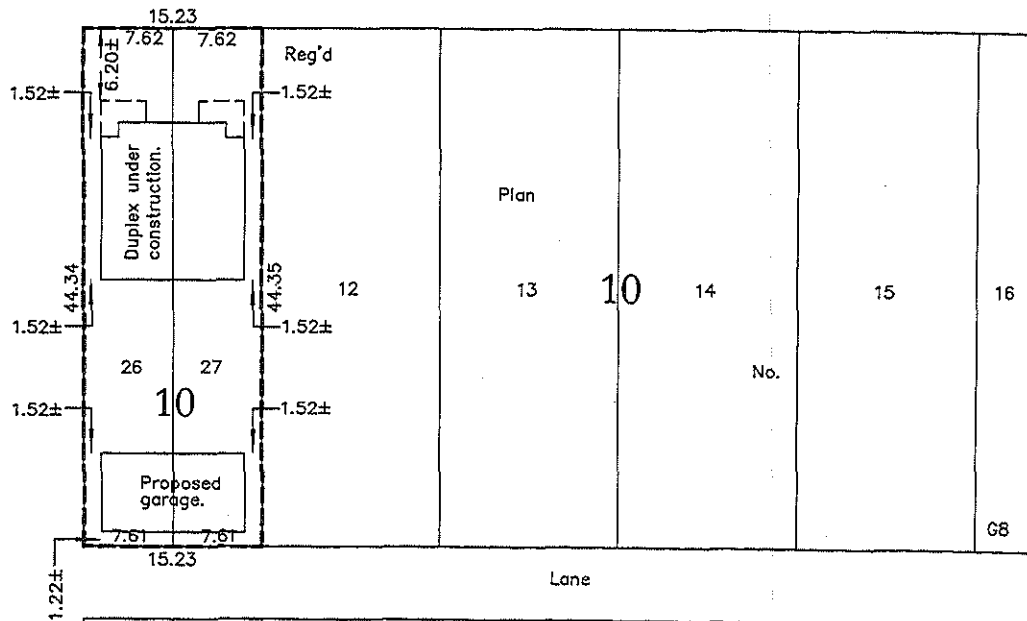 15.23
7.62
7.62
Reg'd
6.20±
1.52±
1.52±
Duplex under
construction.
Plan
44.34
44.35
12
13
10
14
15
16
1.52±
1.52±
26
27
No.
10
1.52±
1.52±
Proposed
garage.
7.61
7.61
G8
15.23
1.22±
Lane